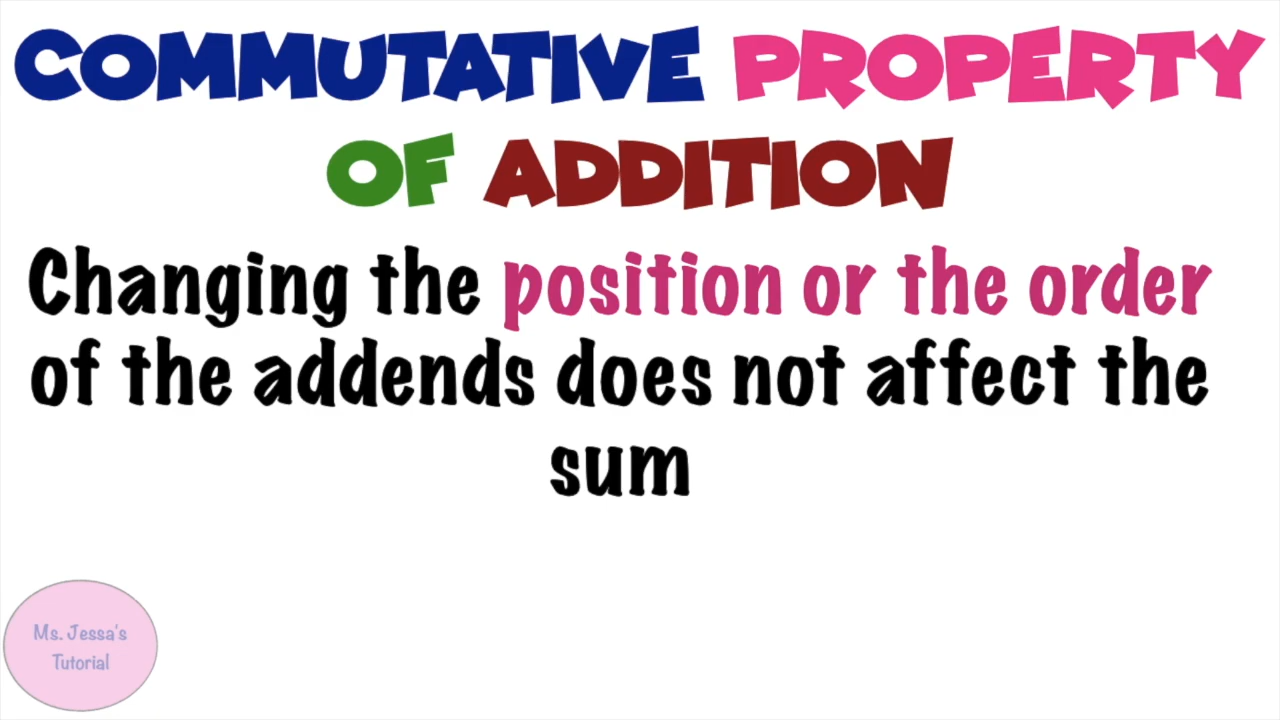 COMMUTATIVE PROPERTY
OF ADDITION
Changing the position or the order
of the addends does not affect the
sum
Ms. Jessa's
Tutorial